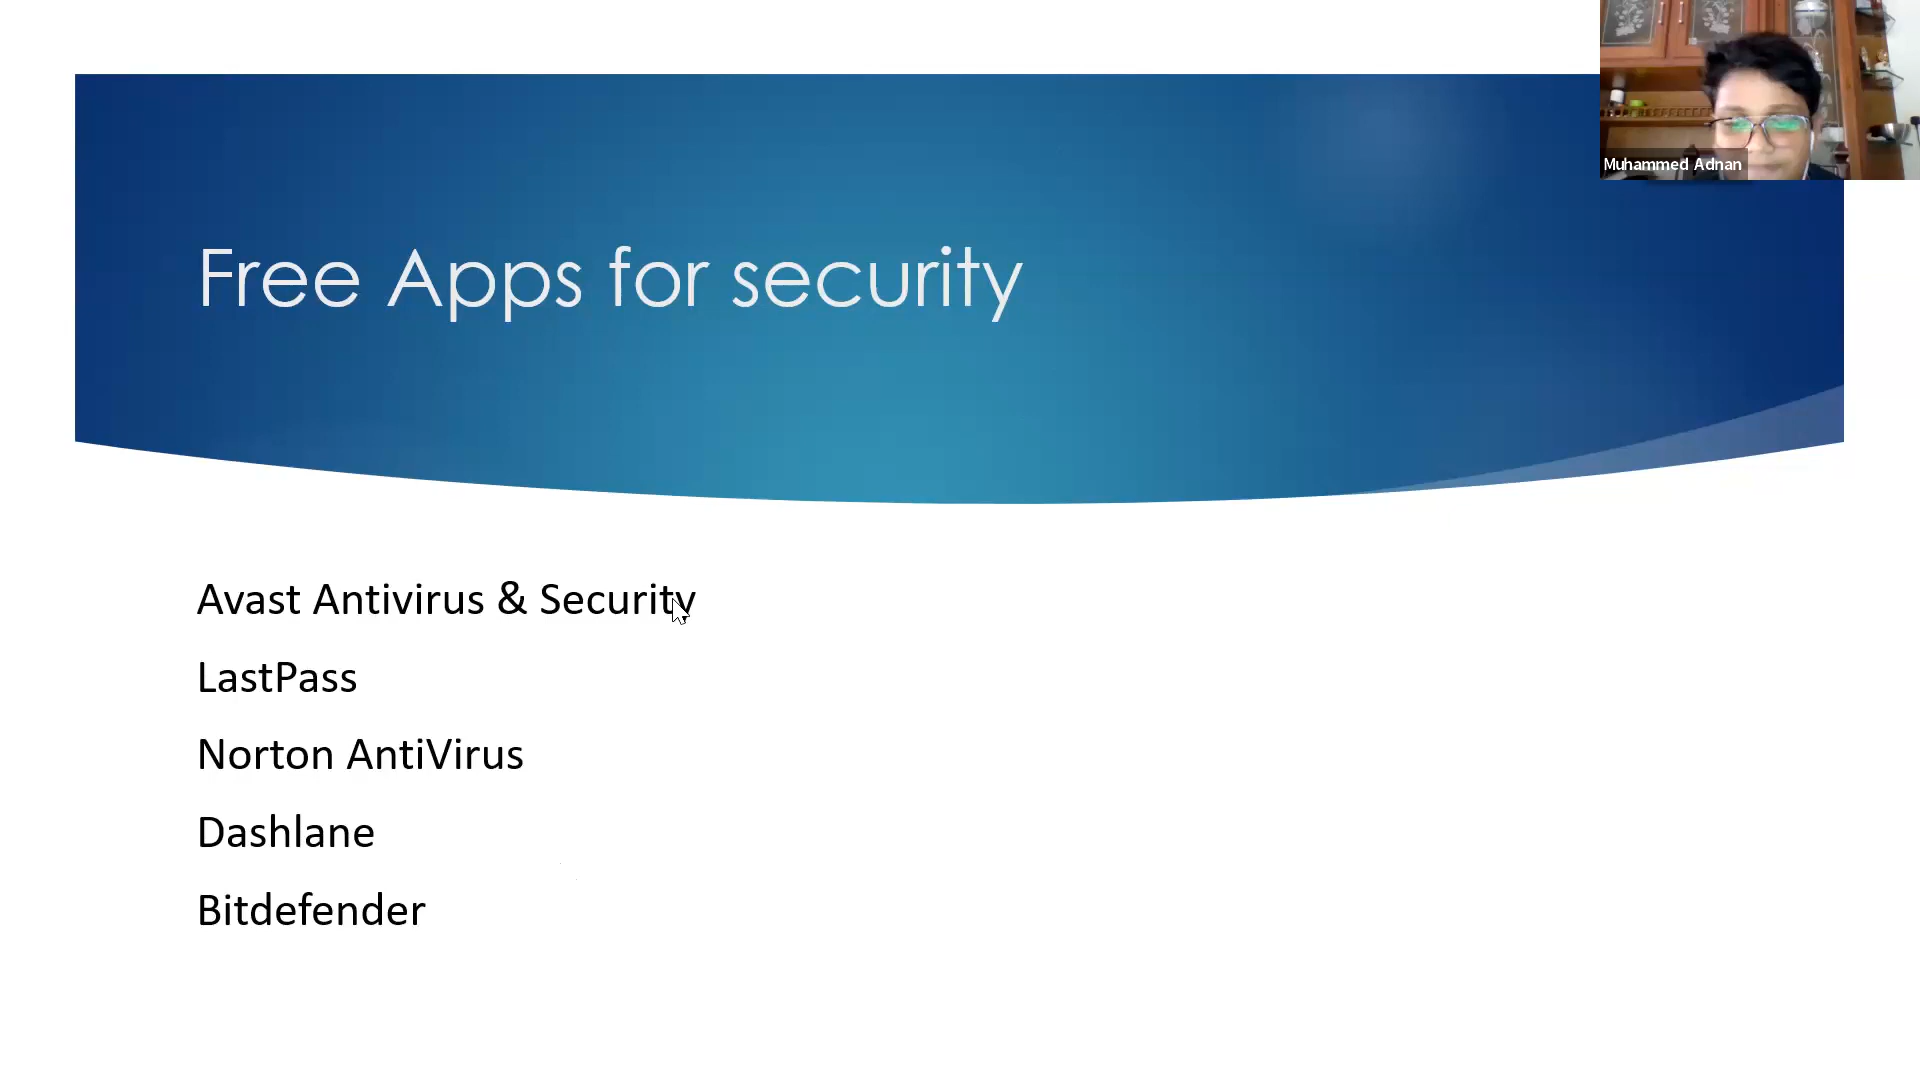 Muhammed Adnan
Free Apps for security
Avast Antivirus & Security
LastPass
Norton AntiVirus
Dashlane
Bitdefender